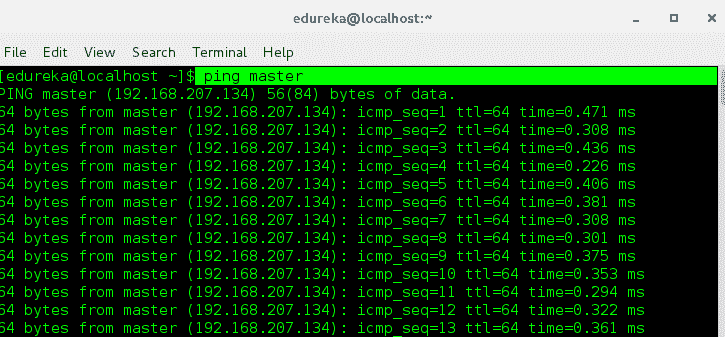 edureka@localhost:~
File Edit View Search Terminal Help
[edureka@localhost ~]$ ping master
PING master (192.168.207.134) 56(84) bytes of data.
64 bytes from master (192.168.207.134): icmp_seq=1 ttl=64 time=0.471 ms
64 bytes from master (192.168.207.134): icmp_seq=2 ttl=64 time=0.308 ms
64 bytes from master (192.168.207.134): icmp_seq=3 ttl=64 time=0.436 ms
64 bytes from master (192.168.207.134): icmp_seq=4 ttl=64 time=0.226 ms
64 bytes from master (192.168.207.134): icmp_seq=5 ttl=64 time=0.406 ms
64 bytes from master (192.168.207.134): icmp_seq=6 ttl=64 time=0.381 ms
64 bytes from master (192.168.207.134): icmp_seq=7 ttl=64 time=0.308 ms
64 bytes from master (192.168.207.134): icmp_seq=8 ttl=64 time=0.301 ms
64 bytes from master (192.168.207.134): icmp_seq=9 ttl=64 time=0.375 ms
64 bytes from master (192.168.207.134): icmp_seq=10 ttl=64 time=0.353 ms
64 bytes from master (192.168.207.134): icmp_seq=11 ttl=64 time=0.294 ms
64 bytes from master (192.168.207.134): icmp_seq=12 ttl=64 time=0.322 ms
64 bytes from master (192.168.207.134): icmp_seq=13 ttl=64 time=0.361 ms